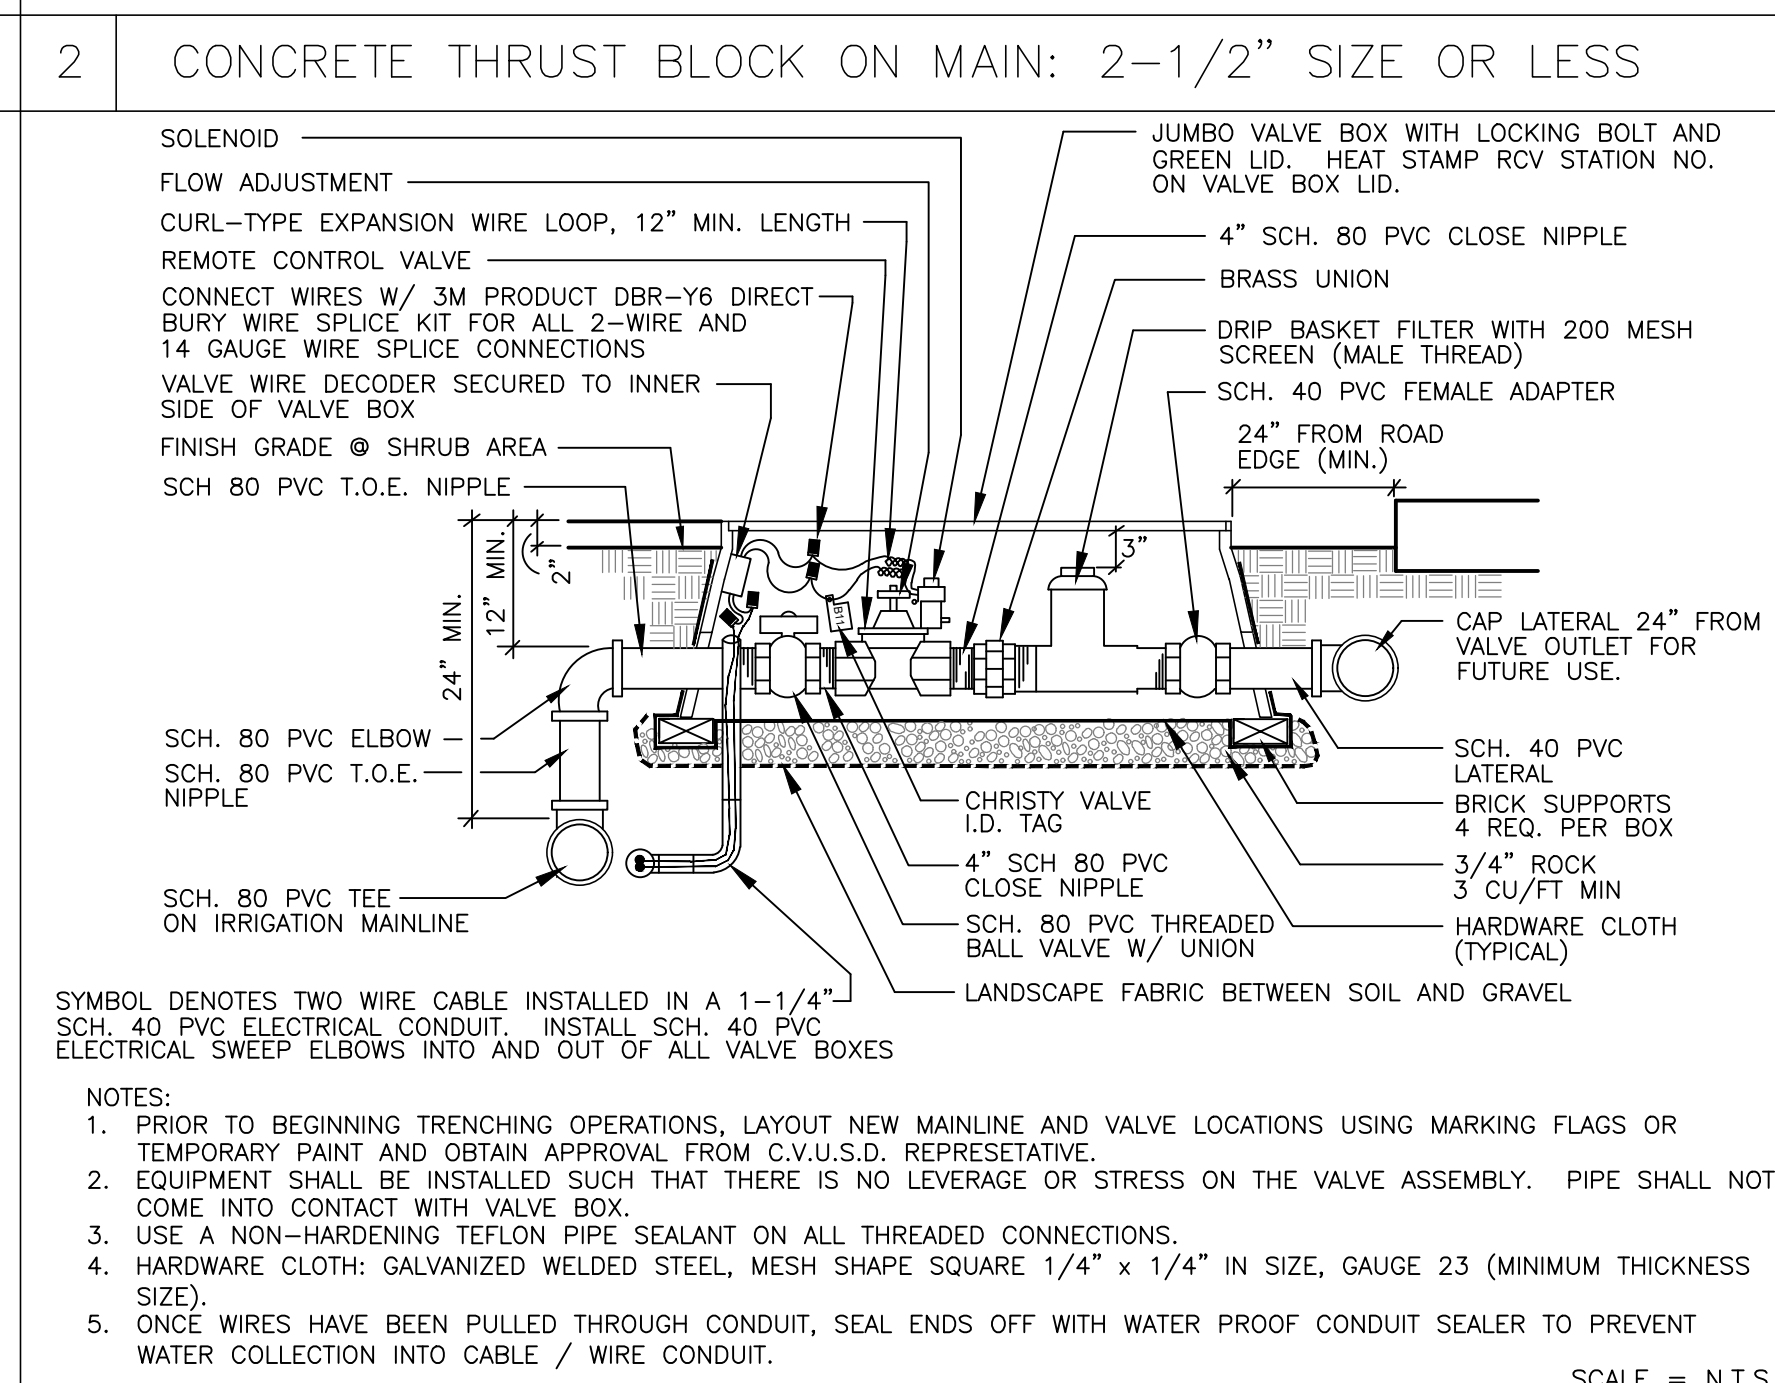 2
CONCRETE THRUST BLOCK ON MAIN: 2-1/2" SIZE OR LESS
SOLENOID
FLOW ADJUSTMENT
CURL-TYPE EXPANSION WIRE LOOP, 12" MIN. LENGTH
REMOTE CONTROL VALVE
CONNECT WIRES W/ 3M PRODUCT DBR-Y6 DIRECT
BURY WIRE SPLICE KIT FOR ALL 2-WIRE AND
14 GAUGE WIRE SPLICE CONNECTIONS
VALVE WIRE DECODER SECURED TO INNER
SIDE OF VALVE BOX
FINISH GRADE @ SHRUB AREA
SCH 80 PVC T.O.E. NIPPLE
JUMBO VALVE BOX WITH LOCKING BOLT AND
GREEN LID. HEAT STAMP RCV STATION NO.
ON VALVE BOX LID.
4" SCH. 80 PVC CLOSE NIPPLE
BRASS UNION
DRIP BASKET FILTER WITH 200 MESH
SCREEN (MALE THREAD)
SCH. 40 PVC FEMALE ADAPTER
24" FROM ROAD
EDGE (MIN.)
24" MIN.
12" MIN.
2"
3"
B11
CAP LATERAL 24" FROM
VALVE OUTLET FOR
FUTURE USE.
SCH. 80 PVC ELBOW
SCH. 80 PVC T.O.E.
NIPPLE
SCH. 80 PVC TEE
ON IRRIGATION MAINLINE
CHRISTY VALVE
I.D. TAG
4" SCH 80 PVC
CLOSE NIPPLE
SCH. 80 PVC THREADED
BALL VALVE W/ UNION
LANDSCAPE FABRIC BETWEEN SOIL AND GRAVEL
SCH. 40 PVC
LATERAL
BRICK SUPPORTS
4 REQ. PER BOX
3/4" ROCK
3 CU/FT MIN
HARDWARE CLOTH
(TYPICAL)
SYMBOL DENOTES TWO WIRE CABLE INSTALLED IN A 1-1/4"
SCH. 40 PVC ELECTRICAL CONDUIT. INSTALL SCH. 40 PVC
ELECTRICAL SWEEP ELBOWS INTO AND OUT OF ALL VALVE BOXES
NOTES:
1. PRIOR TO BEGINNING TRENCHING OPERATIONS, LAYOUT NEW MAINLINE AND VALVE LOCATIONS USING MARKING FLAGS OR
TEMPORARY PAINT AND OBTAIN APPROVAL FROM C.V.U.S.D. REPRESETATIVE.
2. EQUIPMENT SHALL BE INSTALLED SUCH THAT THERE IS NO LEVERAGE OR STRESS ON THE VALVE ASSEMBLY. PIPE SHALL NOT
COME INTO CONTACT WITH VALVE BOX.
3. USE A NON-HARDENING TEFLON PIPE SEALANT ON ALL THREADED CONNECTIONS.
4. HARDWARE CLOTH: GALVANIZED WELDED STEEL, MESH SHAPE SQUARE 1/4" x 1/4" IN SIZE, GAUGE 23 (MINIMUM THICKNESS
SIZE).
5. ONCE WIRES HAVE BEEN PULLED THROUGH CONDUIT, SEAL ENDS OFF WITH WATER PROOF CONDUIT SEALER TO PREVENT
WATER COLLECTION INTO CABLE / WIRE CONDUIT.
SCALE = N.T.S